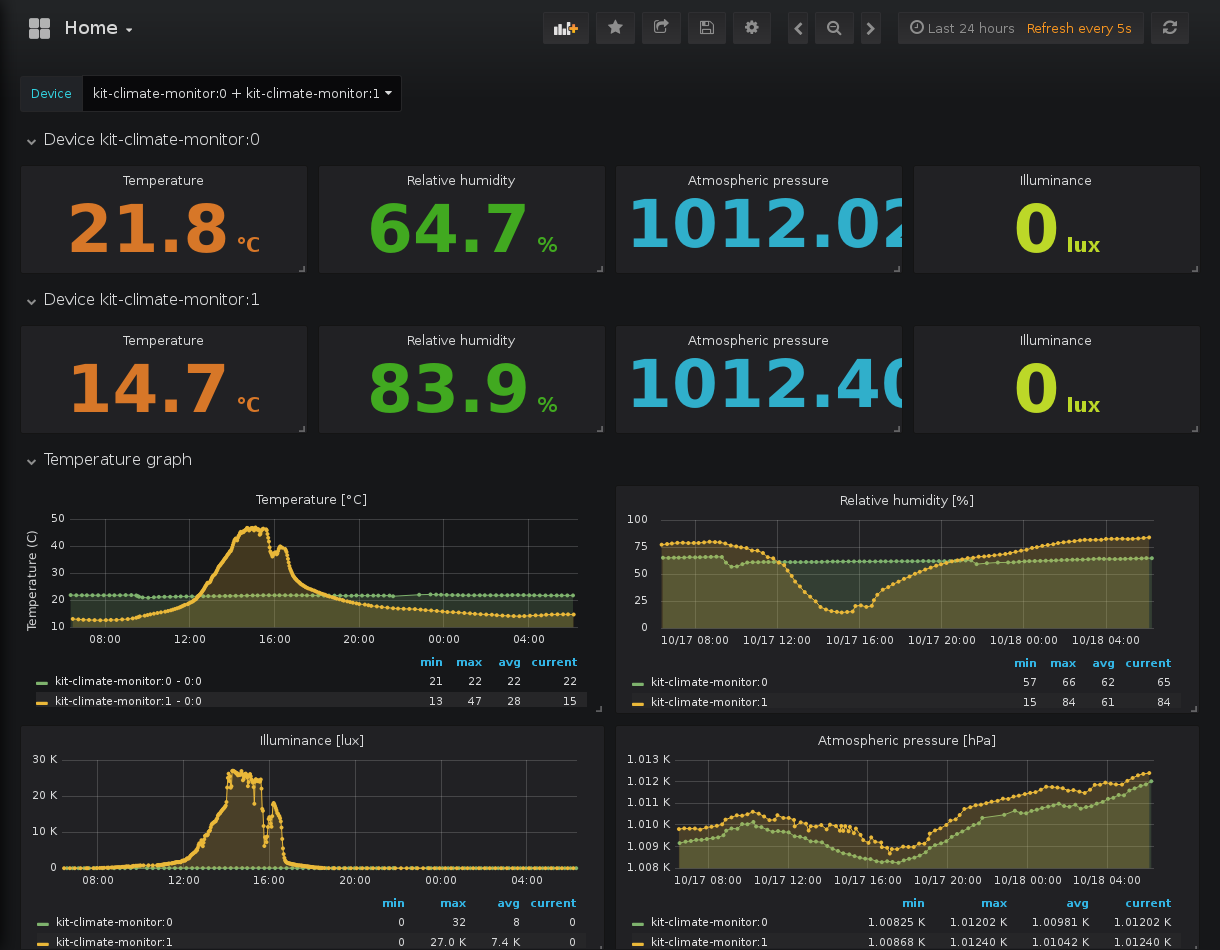 Home
Last 24 hours Refresh every 5s
Device kit-climate-monitor:0 + kit-climate-monitor:1
Device kit-climate-monitor:0
Temperature Relative humidity Atmospheric pressure Illuminance
21.8 °C 64.7 % 1012.02 0 lux
Device kit-climate-monitor:1
Temperature Relative humidity Atmospheric pressure Illuminance
14.7 °C 83.9 % 1012.40 0 lux
Temperature graph
Temperature [°C]
Temperature (C)
50
40
30
20
10
08:00 12:00 16:00 20:00 00:00 04:00
min max avg current
kit-climate-monitor:0 - 0:0 21 22 22 22
kit-climate-monitor:1 - 0:0 13 47 28 15
Relative humidity [%]
100
75
50
25
0
10/17 08:00 10/17 12:00 10/17 16:00 10/17 20:00 10/18 00:00 10/18 04:00
min max avg current
kit-climate-monitor:0 57 66 62 65
kit-climate-monitor:1 15 84 61 84
Illuminance [lux]
30 K
20 K
10 K
0
08:00 12:00 16:00 20:00 00:00 04:00
min max avg current
kit-climate-monitor:0 0 32 8 0
kit-climate-monitor:1 0 27.0 K 7.4 K 0
Atmospheric pressure [hPa]
1.013 K
1.012 K
1.011 K
1.010 K
1.009 K
1.008 K
10/17 08:00 10/17 12:00 10/17 16:00 10/17 20:00 10/18 00:00 10/18 04:00
min max avg current
kit-climate-monitor:0 1.00825 K 1.01202 K 1.00981 K 1.01202 K
kit-climate-monitor:1 1.00868 K 1.01240 K 1.01042 K 1.01240 K